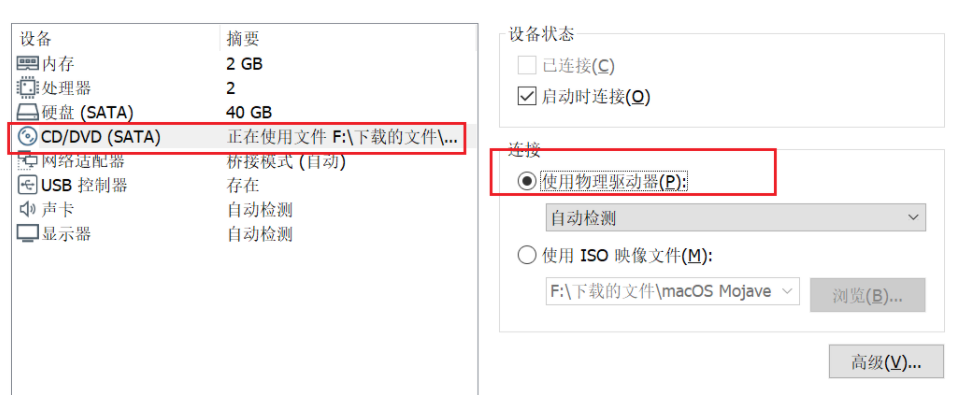 设备 摘要
内存 2 GB
处理器 2
硬盘 (SATA) 40 GB
CD/DVD (SATA) 正在使用文件 F:\下载的文件\...
网络适配器 桥接模式 (自动)
USB 控制器 存在
声卡 自动检测
显示器 自动检测
设备状态
已连接(C)
启动时连接(O)
连接
使用物理驱动器(P):
自动检测
使用 ISO 映像文件(M):
F:\下载的文件\macOS Mojave
浏览(B)...
高级(V)...